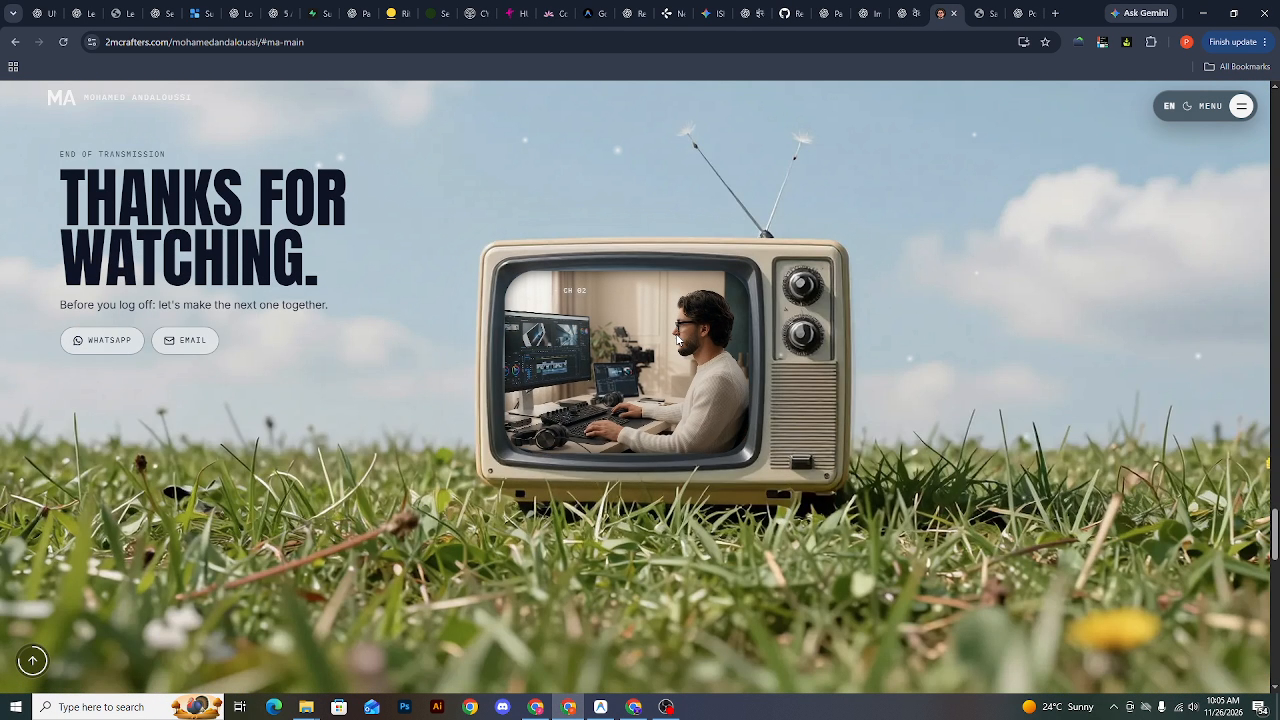 Ask Gemini
2mcrafters.com/mohamedandaloussi/#ma-main
Finish update
All Bookmarks
MA MOHAMED ANDALOUSSI
EN MENU
END OF TRANSMISSION
THANKS FOR
WATCHING.
Before you log off: let's make the next one together.
WHATSAPP
EMAIL
CH 02
Type here to search
Ps
Ai
24°C Sunny
10:05 AM
11/26/2026